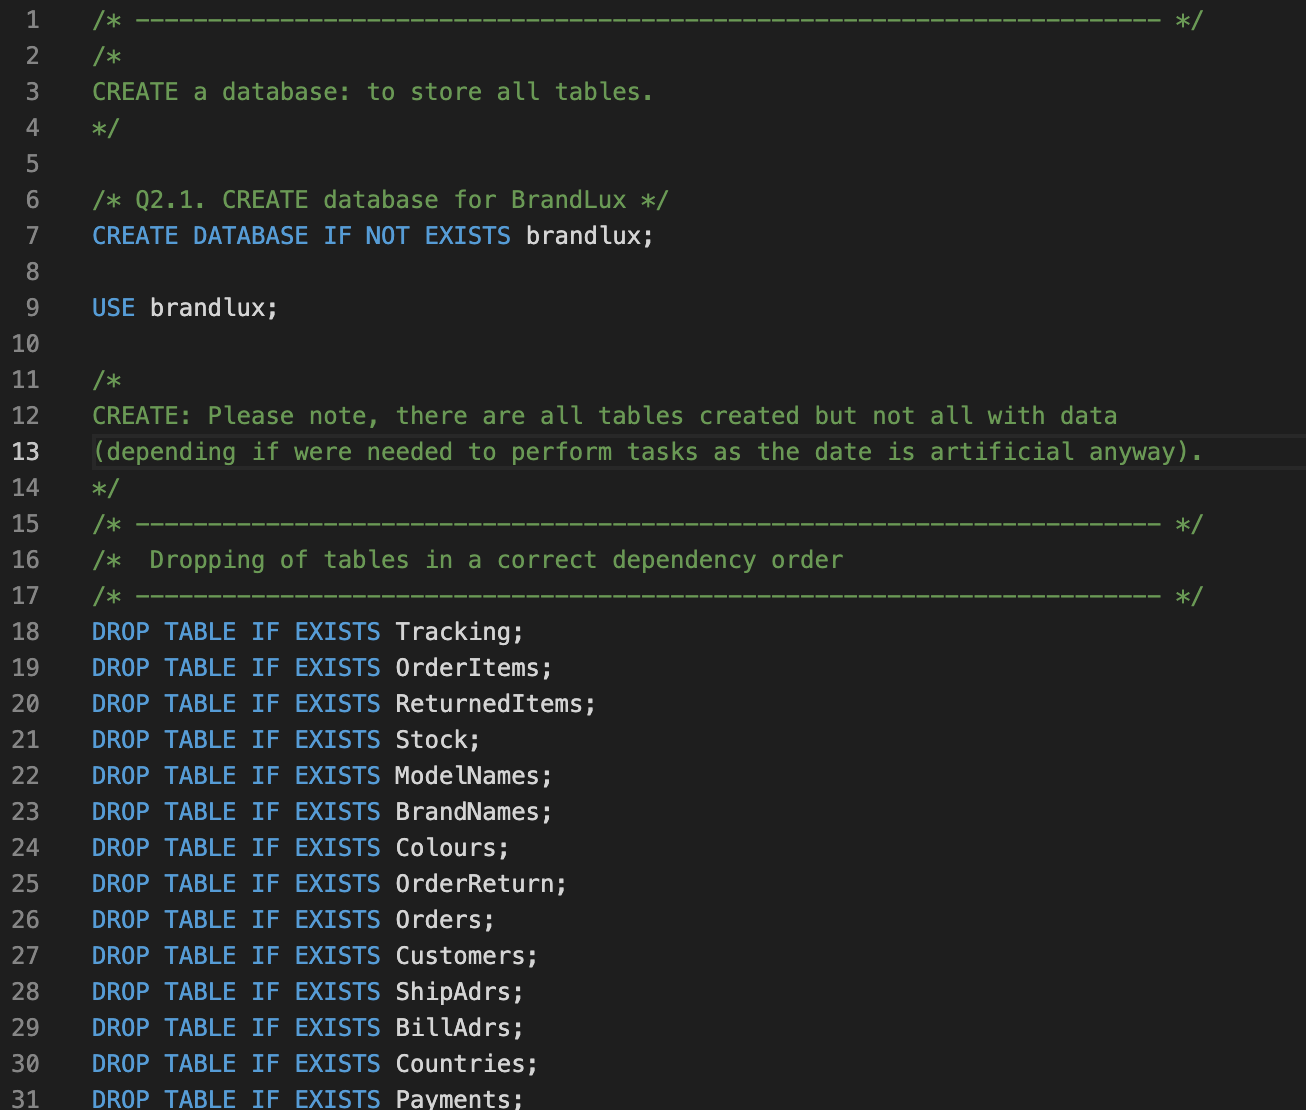 1 /* ----------------------------------------------------------------------- */
2 /*
3 CREATE a database: to store all tables.
4 */
5
6 /* Q2.1. CREATE database for BrandLux */
7 CREATE DATABASE IF NOT EXISTS brandlux;
8
9 USE brandlux;
10
11 /*
12 CREATE: Please note, there are all tables created but not all with data
13 (depending if were needed to perform tasks as the date is artificial anyway).
14 */
15 /* ----------------------------------------------------------------------- */
16 /*  Dropping of tables in a correct dependency order
17 /* ----------------------------------------------------------------------- */
18 DROP TABLE IF EXISTS Tracking;
19 DROP TABLE IF EXISTS OrderItems;
20 DROP TABLE IF EXISTS ReturnedItems;
21 DROP TABLE IF EXISTS Stock;
22 DROP TABLE IF EXISTS ModelNames;
23 DROP TABLE IF EXISTS BrandNames;
24 DROP TABLE IF EXISTS Colours;
25 DROP TABLE IF EXISTS OrderReturn;
26 DROP TABLE IF EXISTS Orders;
27 DROP TABLE IF EXISTS Customers;
28 DROP TABLE IF EXISTS ShipAdrs;
29 DROP TABLE IF EXISTS BillAdrs;
30 DROP TABLE IF EXISTS Countries;
31 DROP TABLE IF EXISTS Payments;